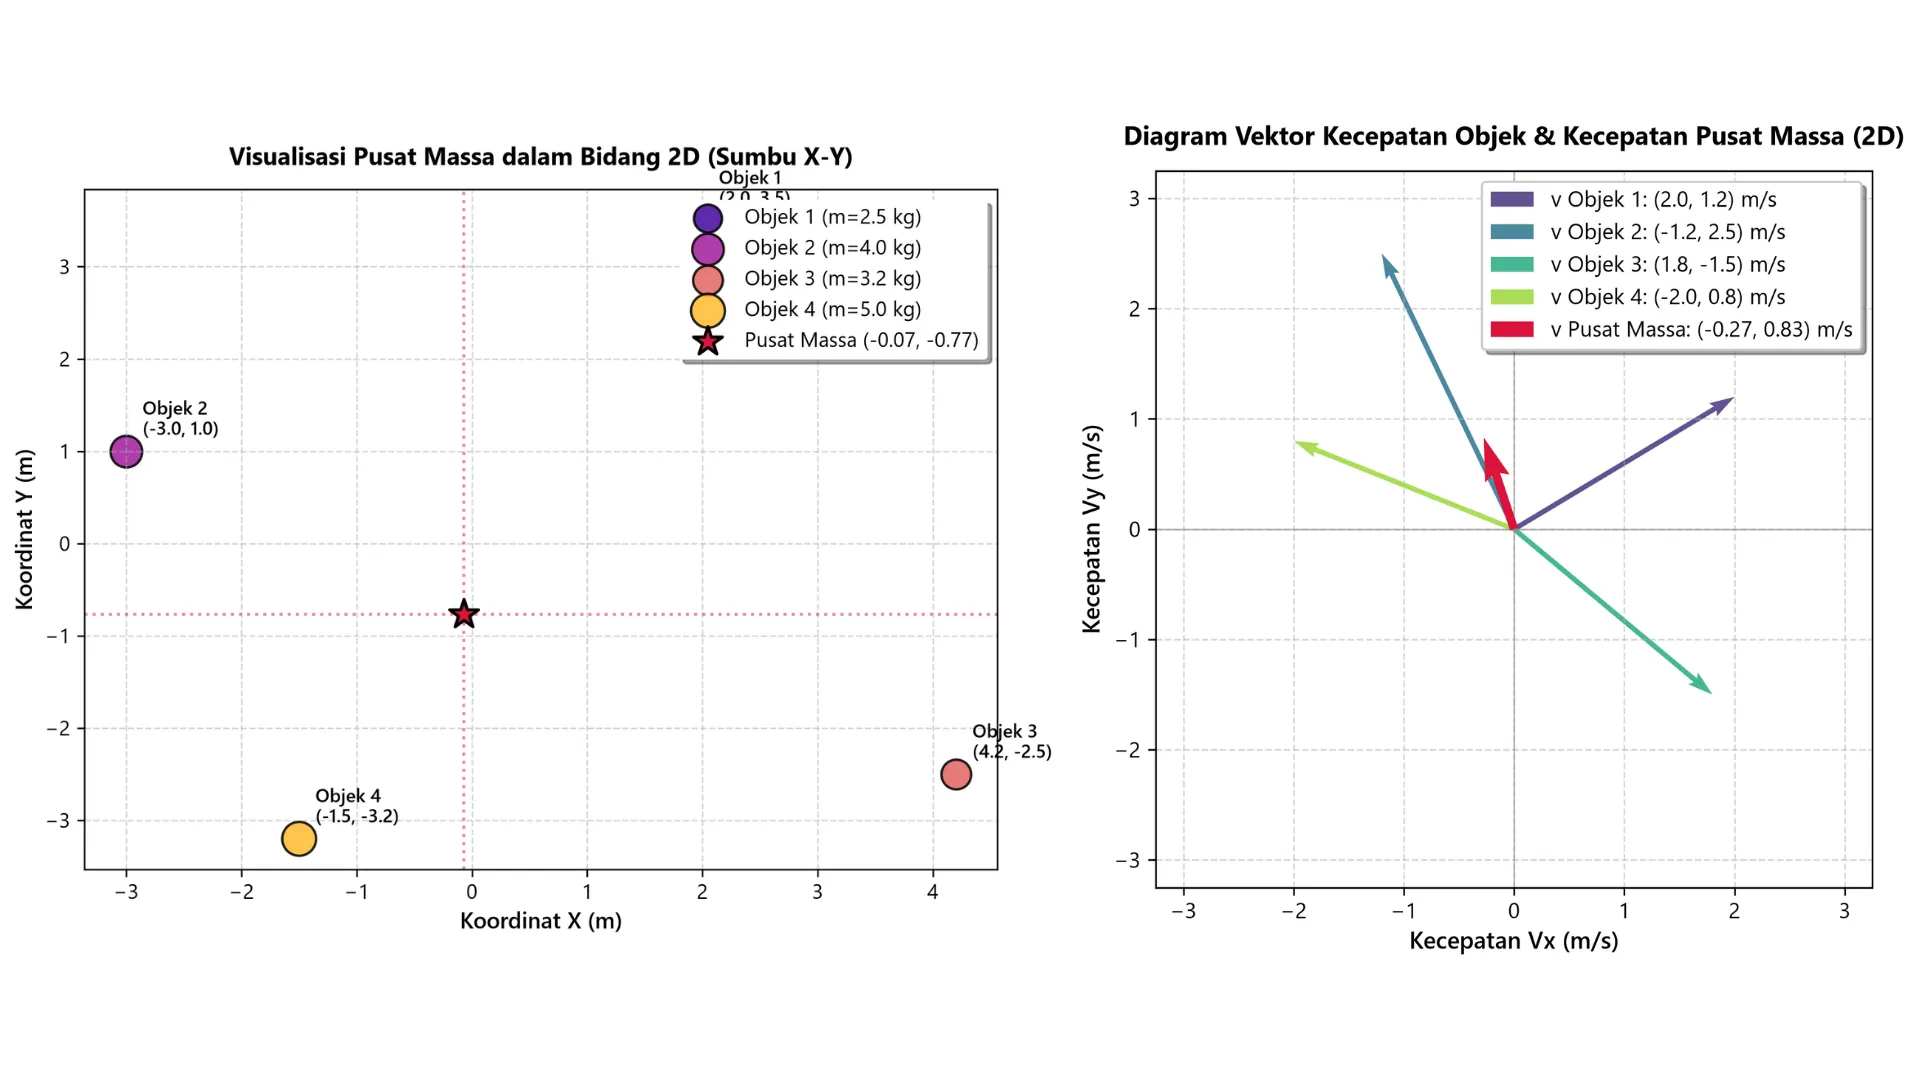 Visualisasi Pusat Massa dalam Bidang 2D (Sumbu X-Y)
Objek 1
(2.0, 3.5)
Objek 1 (m=2.5 kg)
Objek 2 (m=4.0 kg)
Objek 3 (m=3.2 kg)
Objek 4 (m=5.0 kg)
Pusat Massa (-0.07, -0.77)
Objek 2
(-3.0, 1.0)
Objek 3
(4.2, -2.5)
Objek 4
(-1.5, -3.2)
3
2
1
0
−1
−2
−3
Koordinat Y (m)
−3 −2 −1 0 1 2 3 4
Koordinat X (m)
Diagram Vektor Kecepatan Objek & Kecepatan Pusat Massa (2D)
v Objek 1: (2.0, 1.2) m/s
v Objek 2: (-1.2, 2.5) m/s
v Objek 3: (1.8, -1.5) m/s
v Objek 4: (-2.0, 0.8) m/s
v Pusat Massa: (-0.27, 0.83) m/s
3
2
1
0
−1
−2
−3
Kecepatan Vy (m/s)
−3 −2 −1 0 1 2 3
Kecepatan Vx (m/s)